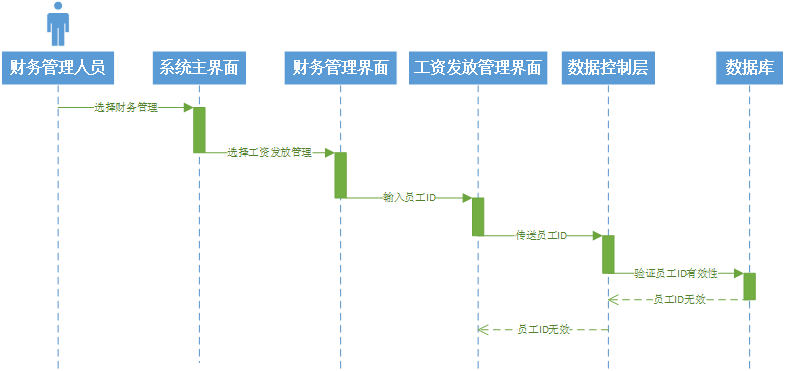 财务管理人员
系统主界面
财务管理界面
工资发放管理界面
数据控制层
数据库
选择财务管理
选择工资发放管理
输入员工ID
传送员工ID
验证员工ID有效性
员工ID无效
员工ID无效